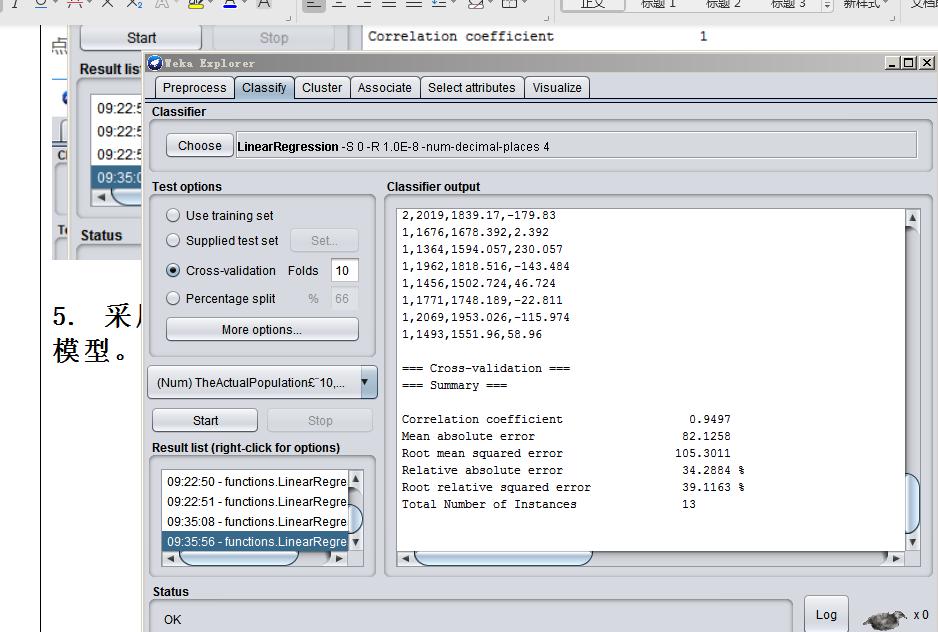 正文
标题 1
标题 2
标题 3
新样式
点
Start
Stop
Correlation coefficient 1
Result lis
09:22:5
09:22:5
09:22:5
09:35:0
Status
5. 采
模型。
Weka Explorer
Preprocess Classify Cluster Associate Select attributes Visualize
Classifier
Choose LinearRegression -S 0 -R 1.0E-8 -num-decimal-places 4
Test options
Use training set
Supplied test set Set...
Cross-validation Folds 10
Percentage split % 66
More options...
(Num) TheActualPopulation£¨10,...
Start Stop
Result list (right-click for options)
09:22:50 - functions.LinearRegre
09:22:51 - functions.LinearRegre
09:35:08 - functions.LinearRegre
09:35:56 - functions.LinearRegre
Classifier output
2,2019,1839.17,-179.83
1,1676,1678.392,2.392
1,1364,1594.057,230.057
1,1962,1818.516,-143.484
1,1456,1502.724,46.724
1,1771,1748.189,-22.811
1,2069,1953.026,-115.974
1,1493,1551.96,58.96
=== Cross-validation ===
=== Summary ===
Correlation coefficient 0.9497
Mean absolute error 82.1258
Root mean squared error 105.3011
Relative absolute error 34.2884 %
Root relative squared error 39.1163 %
Total Number of Instances 13
Status
OK
Log
x 0